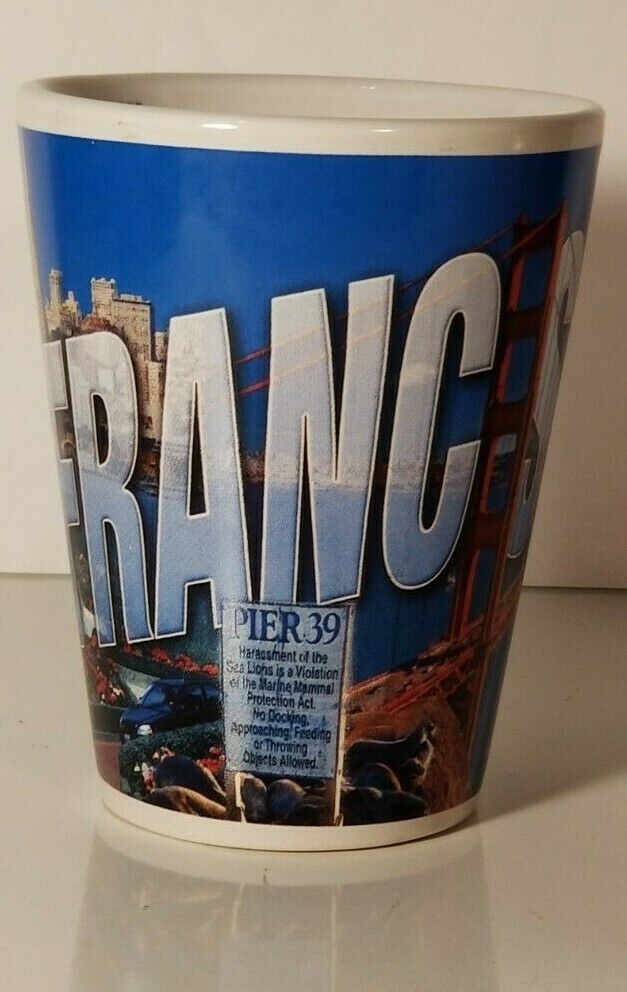 FRANCS
PIER 39
Harassment of the
Sea Lions is a Violation
of the Marine Mammal
Protection Act.
No Docking,
Approaching, Feeding
or Throwing
Objects Allowed.